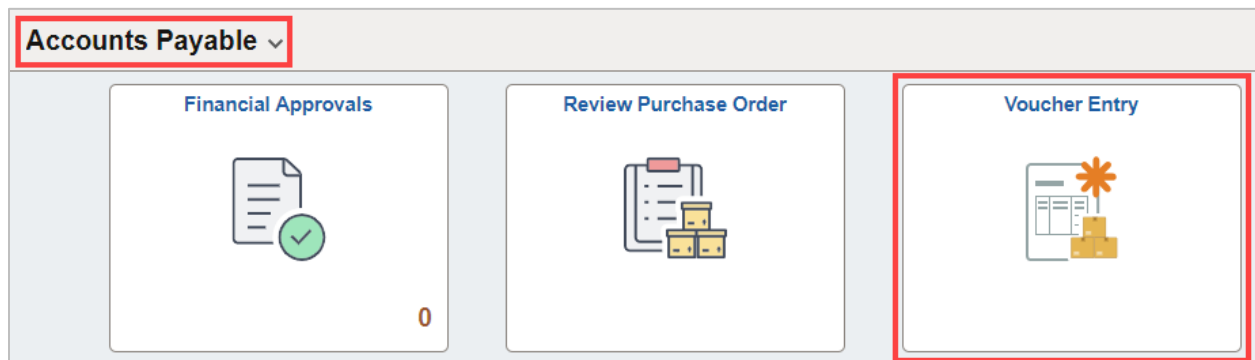 Accounts Payable
Financial Approvals
Review Purchase Order
Voucher Entry
0